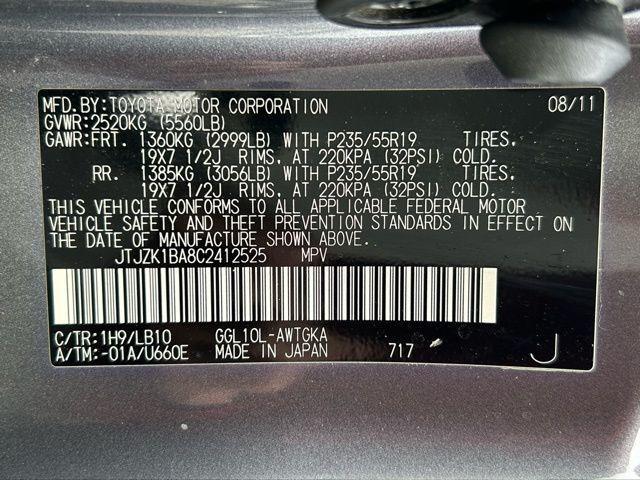 MFD.BY:TOYOTA MOTOR CORPORATION 08/11
GVWR:2520KG (5560LB)
GAWR:FRT. 1360KG (2999LB) WITH P235/55R19 TIRES.
19X7 1/2J RIMS. AT 220KPA (32PSI) COLD.
RR. 1385KG (3056LB) WITH P235/55R19 TIRES.
19X7 1/2J RIMS. AT 220KPA (32PSI) COLD.
THIS VEHICLE CONFORMS TO ALL APPLICABLE FEDERAL MOTOR
VEHICLE SAFETY AND THEFT PREVENTION STANDARDS IN EFFECT ON
THE DATE OF MANUFACTURE SHOWN ABOVE.
JTJZK1BA8C2412525 MPV
C/TR:1H9/LB10 GGL10L-AWTGKA
A/TM:-01A/U660E MADE IN JAPAN 717 J